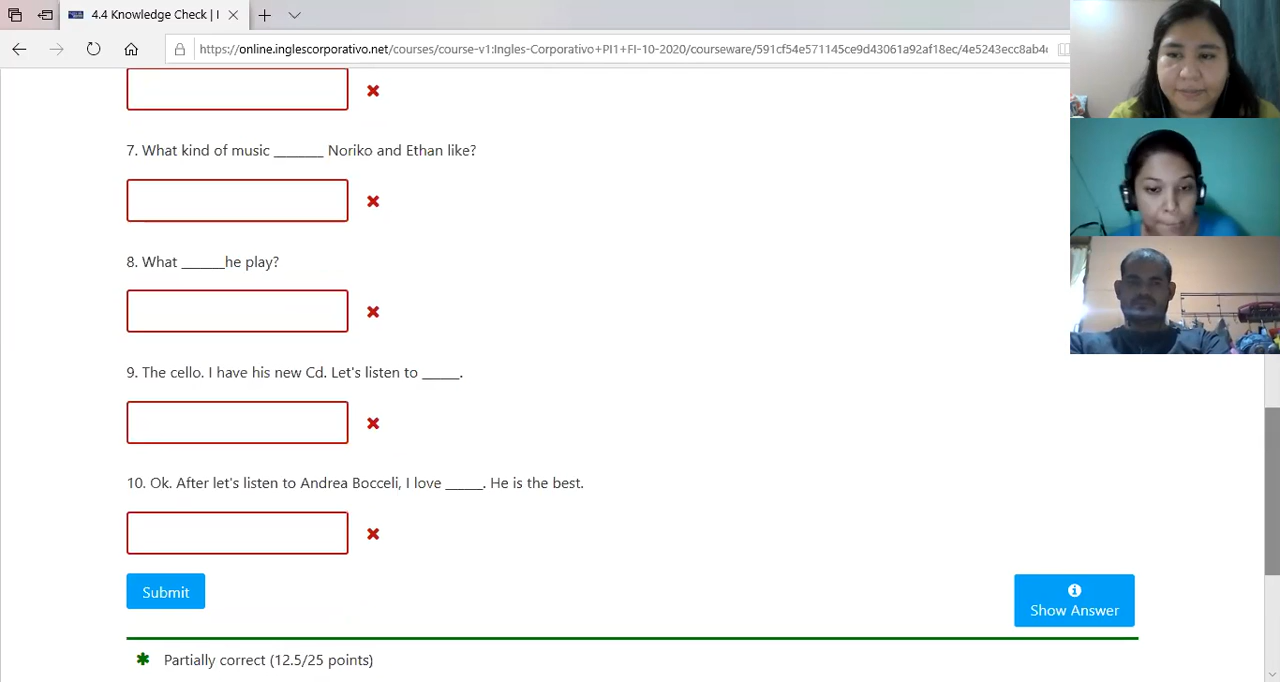 4.4 Knowledge Check | I
https://online.inglescorporativo.net/courses/course-v1:Ingles-Corporativo+PI1+FI-10-2020/courseware/591cf54e571145ce9d43061a92af18ec/4e5243ecc8ab4c
7. What kind of music ______ Noriko and Ethan like?
8. What _____he play?
9. The cello. I have his new Cd. Let's listen to _____.
10. Ok. After let's listen to Andrea Bocceli, I love _____. He is the best.
Submit
Show Answer
Partially correct (12.5/25 points)